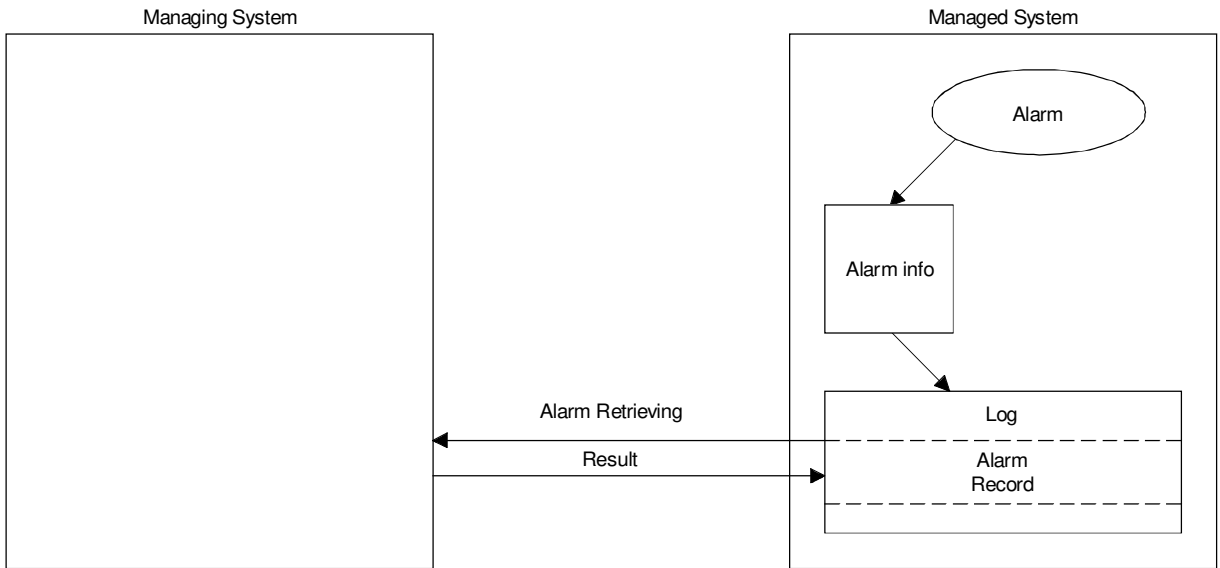 Managing System
Managed System
Alarm
Alarm info
Alarm Retrieving
Log
Result
Alarm
Record